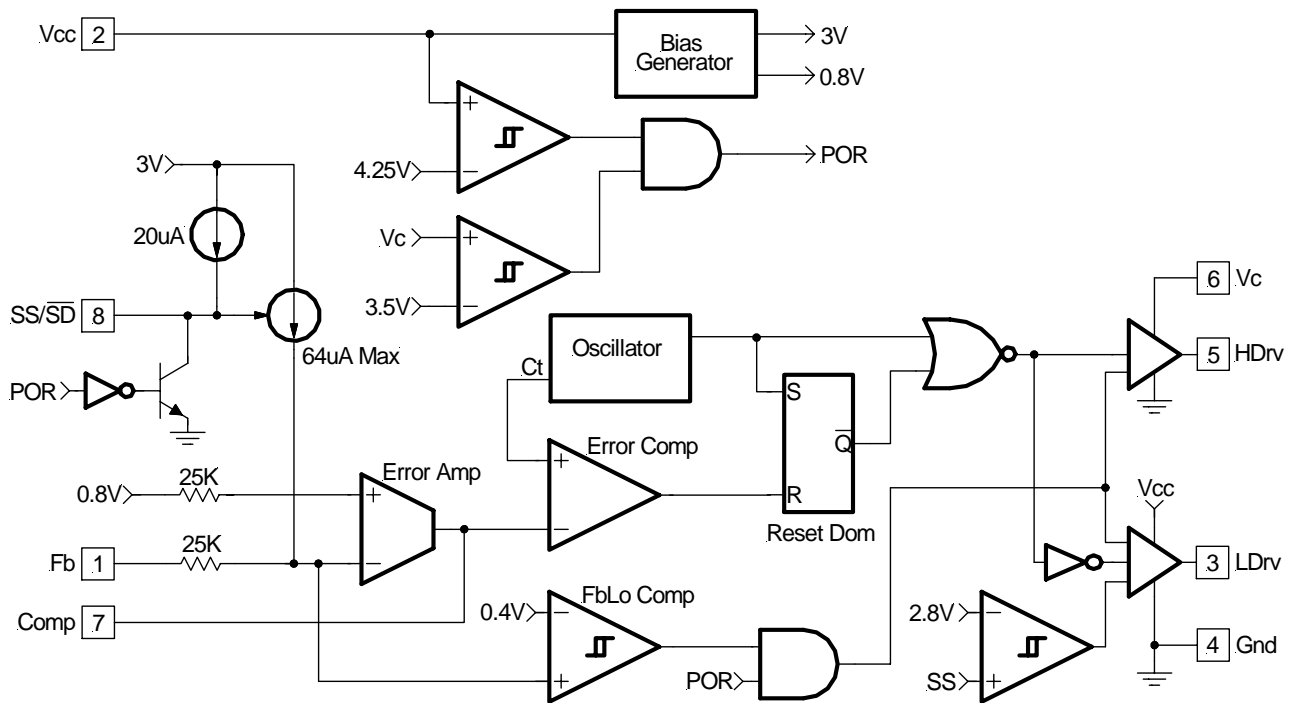 Vcc 2
Bias
Generator
3V
0.8V
4.25V
POR
3V
20uA
Vc
3.5V
SS/SD 8
64uA Max
POR
Oscillator
Ct
6 Vc
5 HDrv
S
Q
R
Reset Dom
Error Comp
Error Amp
0.8V
25K
Fb 1
25K
Comp 7
0.4V
FbLo Comp
POR
Vcc
3 LDrv
2.8V
SS
4 Gnd